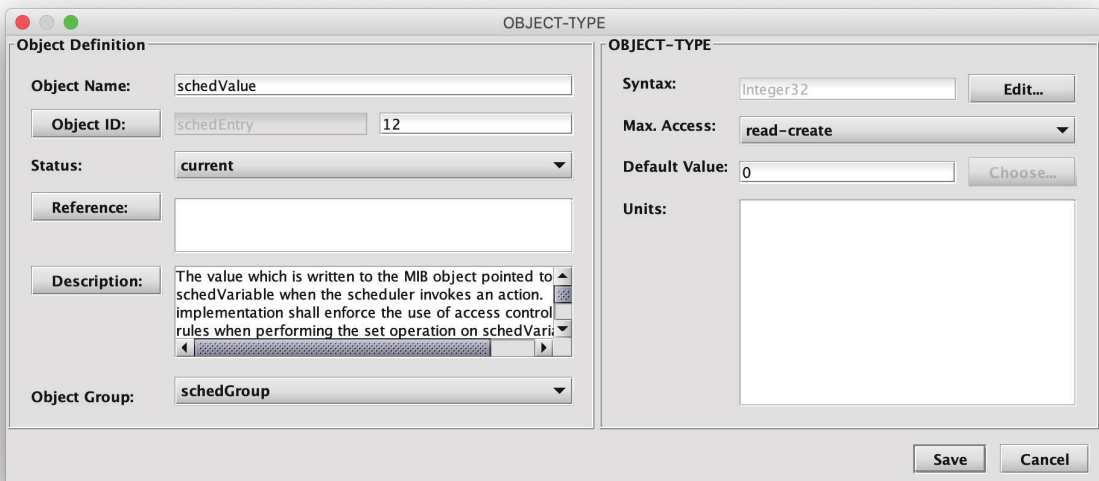 OBJECT-TYPE
Object Definition
Object Name:
schedValue
Object ID:
schedEntry
12
Status:
current
Reference:
Description:
The value which is written to the MIB object pointed to
schedVariable when the scheduler invokes an action.
implementation shall enforce the use of access control
rules when performing the set operation on schedVaria
Object Group:
schedGroup
OBJECT-TYPE
Syntax:
Integer32
Edit...
Max. Access:
read-create
Default Value:
0
Choose...
Units:
Save
Cancel